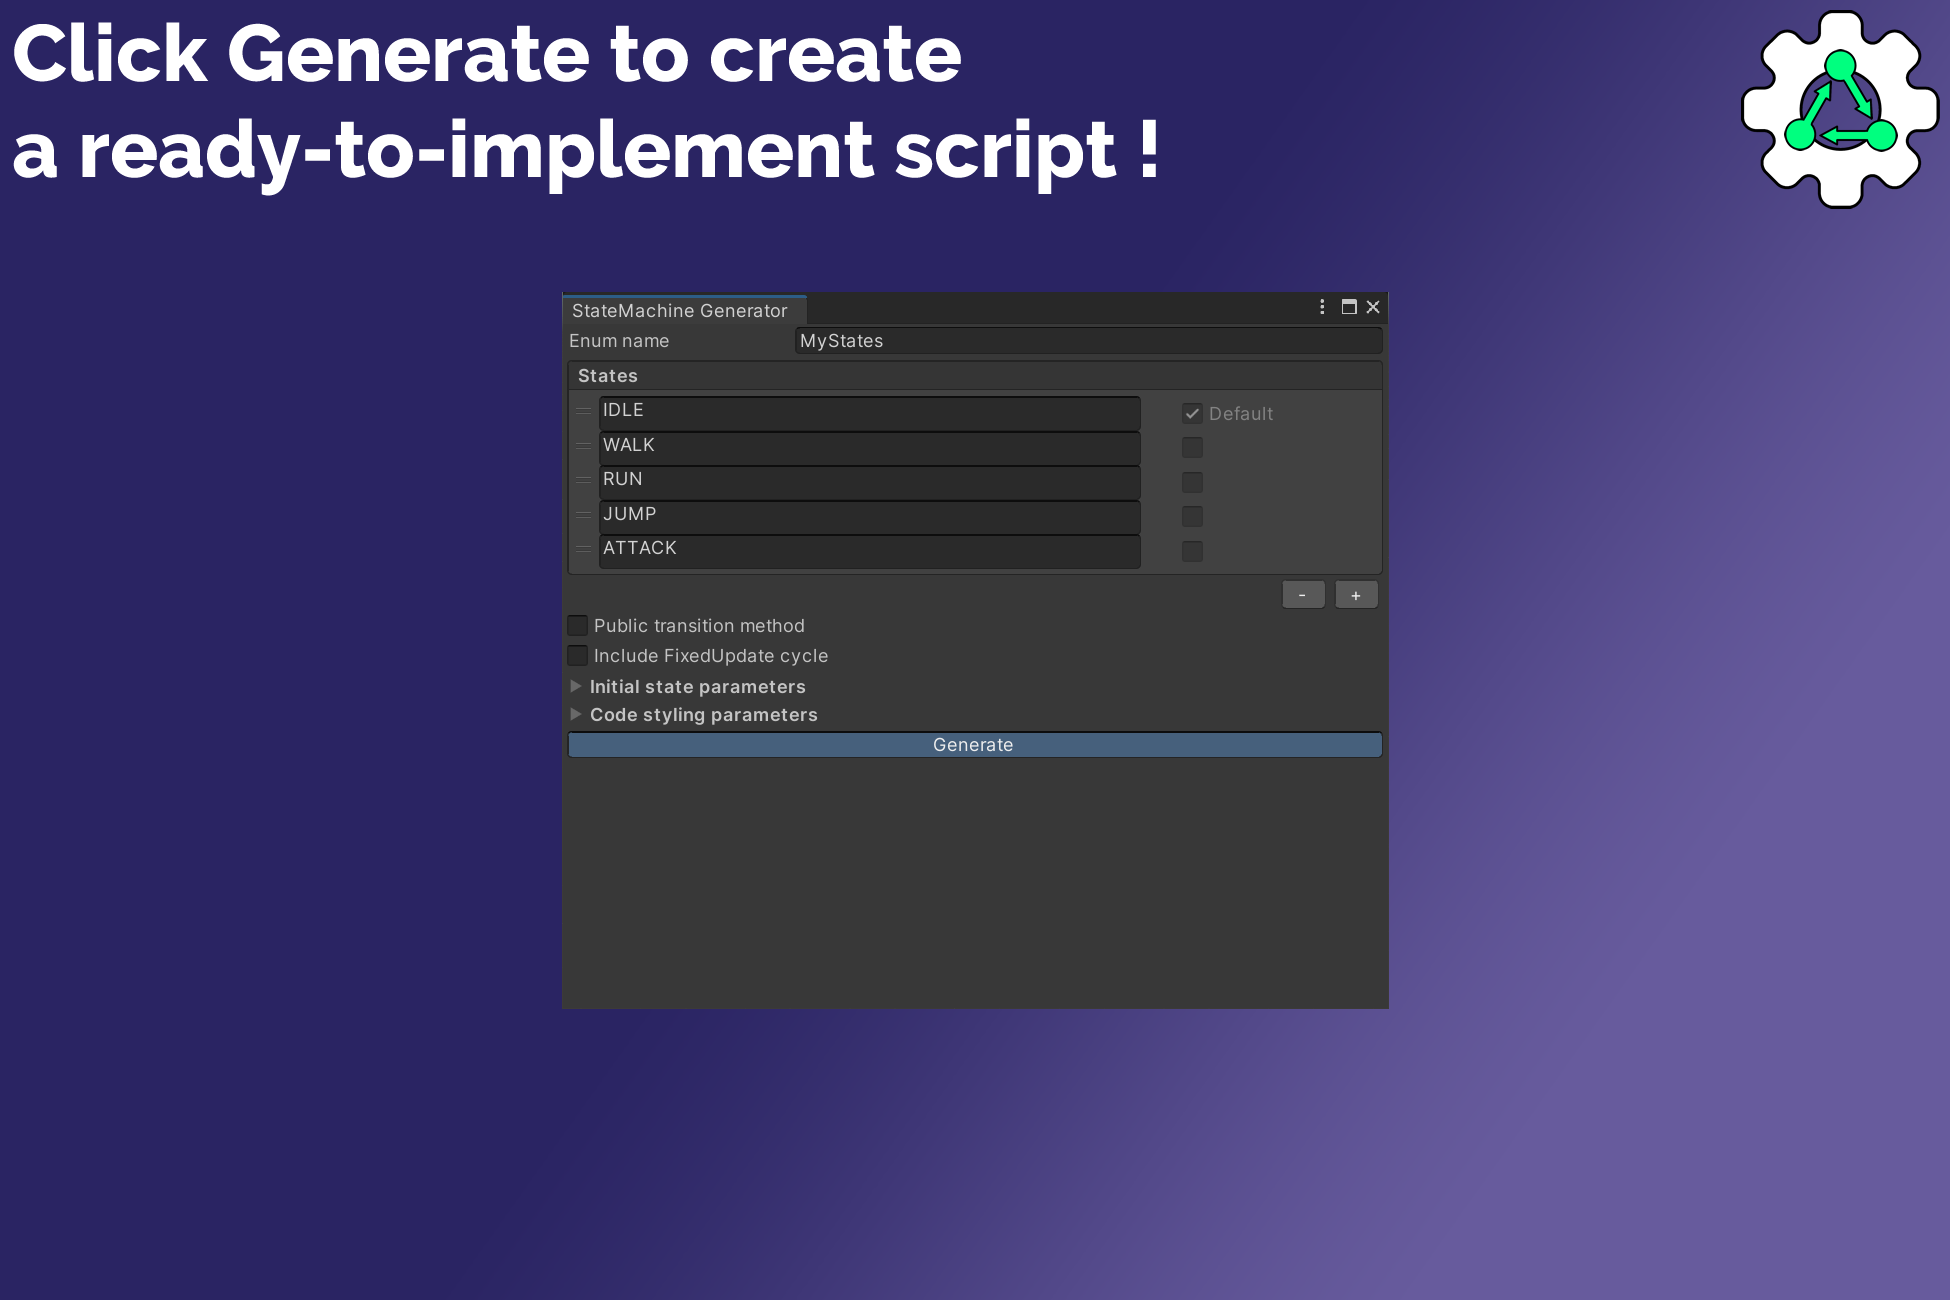 Click Generate to create
a ready-to-implement script !
StateMachine Generator
Enum name MyStates
States
IDLE Default
WALK
RUN
JUMP
ATTACK
- +
Public transition method
Include FixedUpdate cycle
Initial state parameters
Code styling parameters
Generate